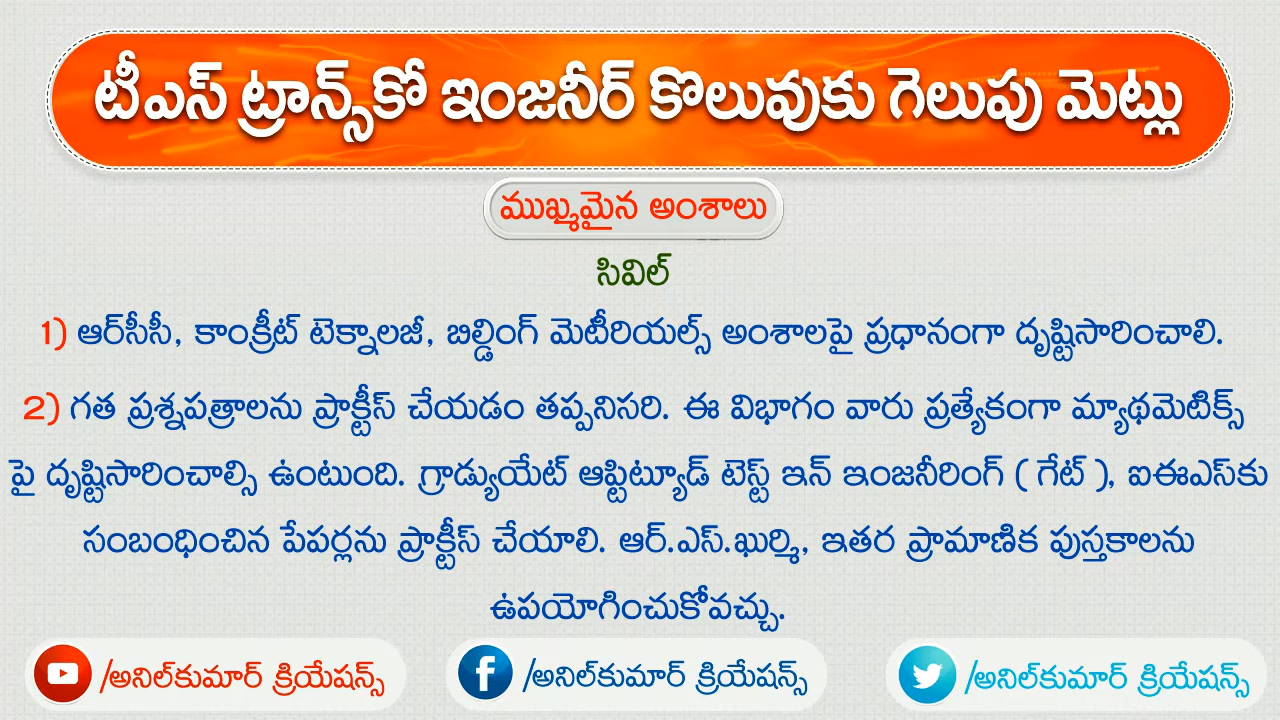 టీఎస్ ట్రాన్స్‌కో ఇంజనీర్ కొలువుకు గెలుపు మెట్లు
ముఖ్యమైన అంశాలు
సివిల్
1) ఆర్‌సీసీ, కాంక్రీట్ టెక్నాలజీ, బిల్డింగ్ మెటీరియల్స్ అంశాలపై ప్రధానంగా దృష్టిసారించాలి.
2) గత ప్రశ్నపత్రాలను ప్రాక్టీస్ చేయడం తప్పనిసరి. ఈ విభాగం వారు ప్రత్యేకంగా మ్యాథమెటిక్స్
పై దృష్టిసారించాల్సి ఉంటుంది. గ్రాడ్యుయేట్ ఆప్టిట్యూడ్ టెస్ట్ ఇన్ ఇంజనీరింగ్ ( గేట్ ), ఐఈఎస్‌కు
సంబంధించిన పేపర్లను ప్రాక్టీస్ చేయాలి. ఆర్.ఎస్.ఖుర్మి, ఇతర ప్రామాణిక పుస్తకాలను
ఉపయోగించుకోవచ్చు.
/అనిల్‌కుమార్ క్రియేషన్స్ /అనిల్‌కుమార్ క్రియేషన్స్ /అనిల్‌కుమార్ క్రియేషన్స్